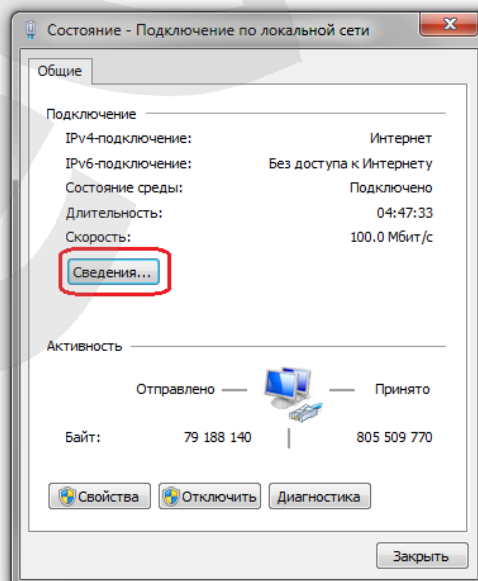 Состояние - Подключение по локальной сети
Общие
Подключение
IPv4-подключение: Интернет
IPv6-подключение: Без доступа к Интернету
Состояние среды: Подключено
Длительность: 04:47:33
Скорость: 100.0 Мбит/с
Сведения...
Активность
Отправлено — — Принято
Байт: 79 188 140 | 805 509 770
Свойства Отключить Диагностика
Закрыть